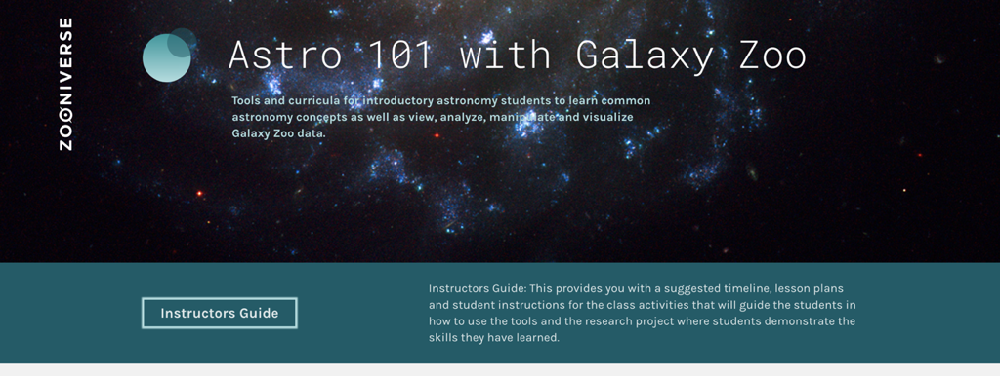 ZOONIVERSE
Astro 101 with Galaxy Zoo
Tools and curricula for introductory astronomy students to learn common
astronomy concepts as well as view, analyze, manipulate and visualize
Galaxy Zoo data.
Instructors Guide
Instructors Guide: This provides you with a suggested timeline, lesson plans
and student instructions for the class activities that will guide the students in
how to use the tools and the research project where students demonstrate the
skills they have learned.